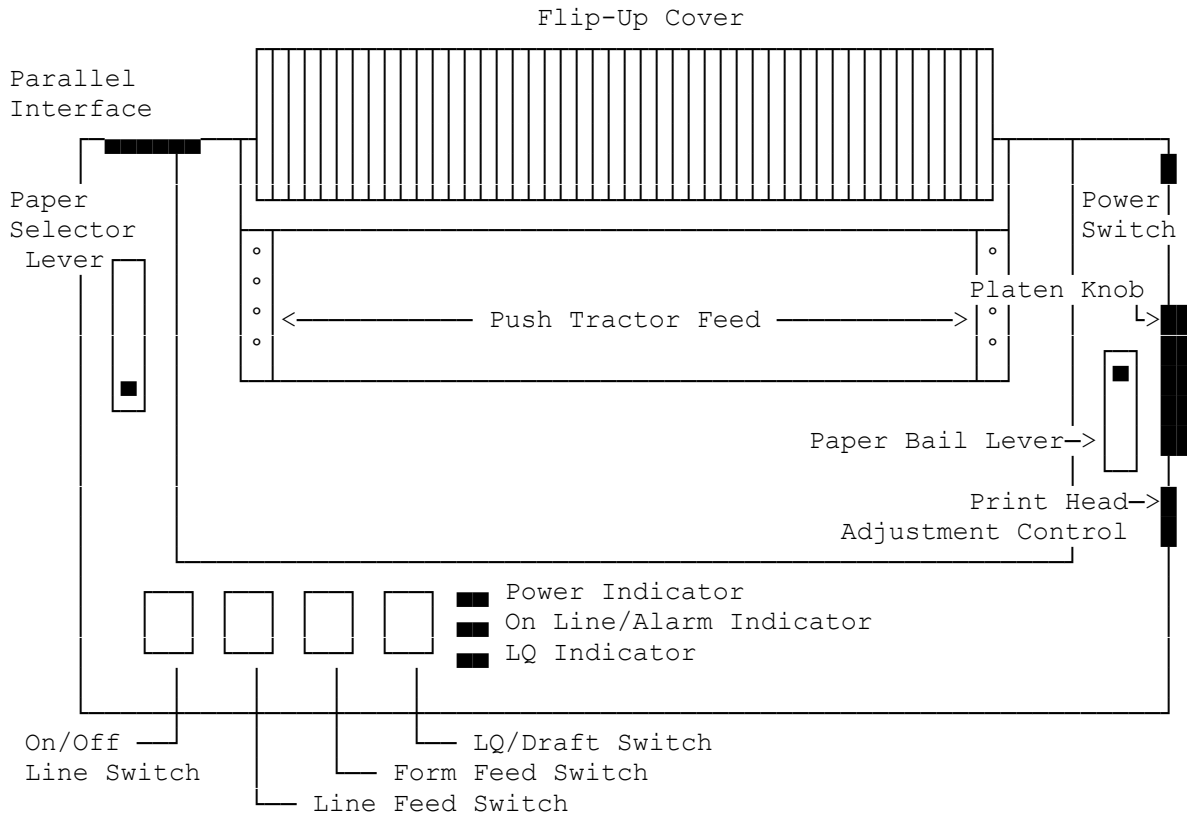 Flip-Up Cover
Parallel
Interface
Paper
Selector
Lever
Power
Switch
Platen Knob
<——— Push Tractor Feed ———>
Paper Bail Lever—>
Print Head—>
Adjustment Control
Power Indicator
On Line/Alarm Indicator
LQ Indicator
On/Off
Line Switch
LQ/Draft Switch
Form Feed Switch
Line Feed Switch